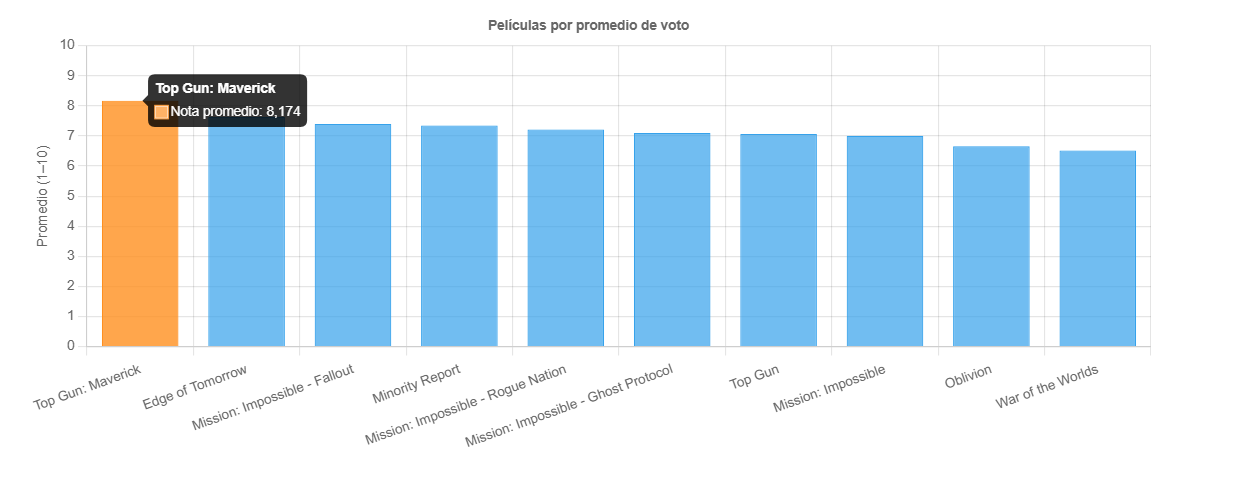 Películas por promedio de voto
Promedio (1–10)
10
9
8
7
6
5
4
3
2
1
0
Top Gun: Maverick
Nota promedio: 8,174
Top Gun: Maverick
Edge of Tomorrow
Mission: Impossible - Fallout
Minority Report
Mission: Impossible - Rogue Nation
Mission: Impossible - Ghost Protocol
Top Gun
Mission: Impossible
Oblivion
War of the Worlds